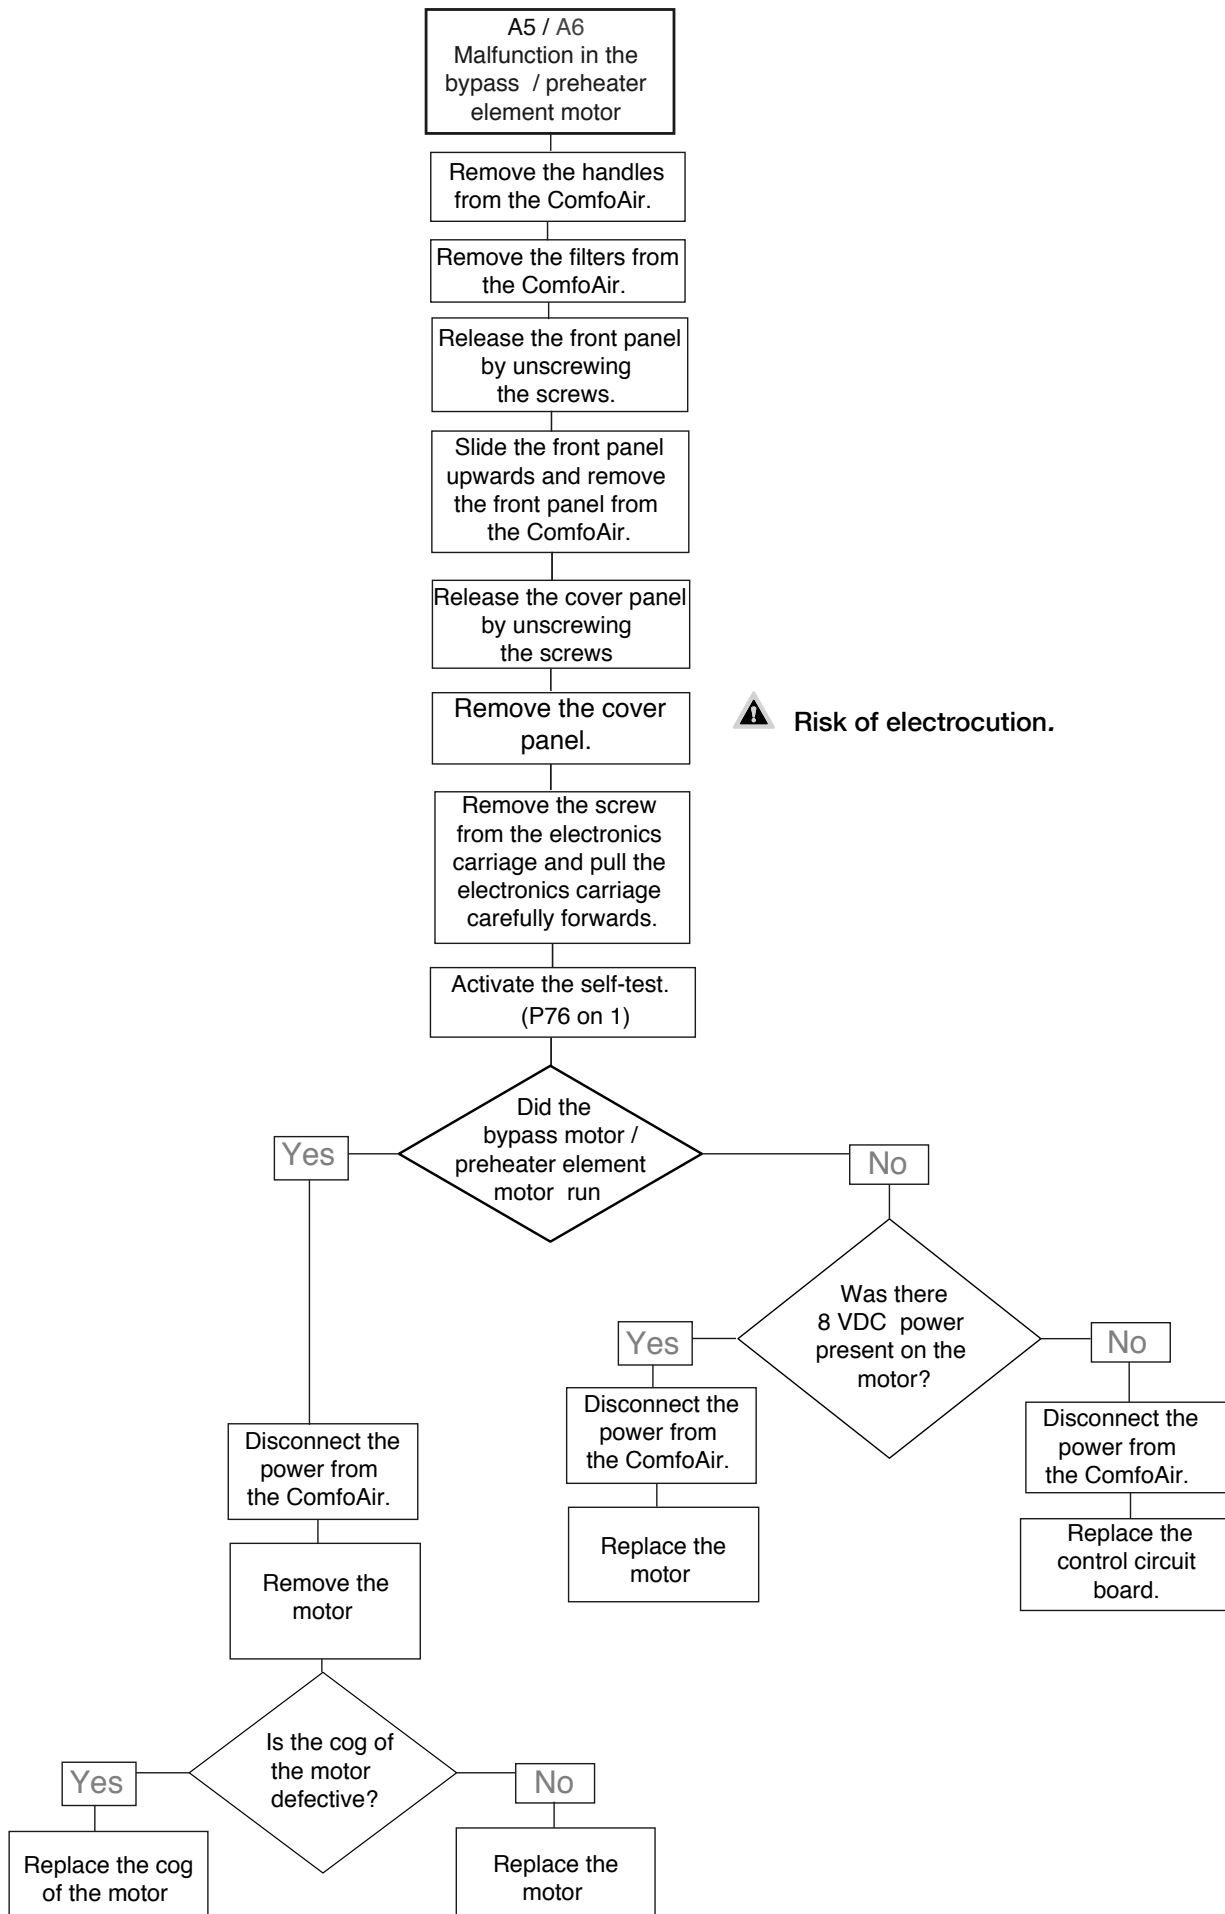 A5 / A6
Malfunction in the
bypass / preheater
element motor
Remove the handles
from the ComfoAir.
Remove the filters from
the ComfoAir.
Release the front panel
by unscrewing
the screws.
Slide the front panel
upwards and remove
the front panel from
the ComfoAir.
Release the cover panel
by unscrewing
the screws
Remove the cover
panel.
Risk of electrocution.
Remove the screw
from the electronics
carriage and pull the
electronics carriage
carefully forwards.
Activate the self-test.
(P76 on 1)
Did the
bypass motor /
preheater element
motor run
Yes
No
Was there
8 VDC power
present on the
motor?
Yes
No
Disconnect the
power from
the ComfoAir.
Disconnect the
power from
the ComfoAir.
Disconnect the
power from
the ComfoAir.
Replace the
motor
Replace the
control circuit
board.
Remove the
motor
Is the cog of
the motor
defective?
Yes
No
Replace the cog
of the motor
Replace the
motor